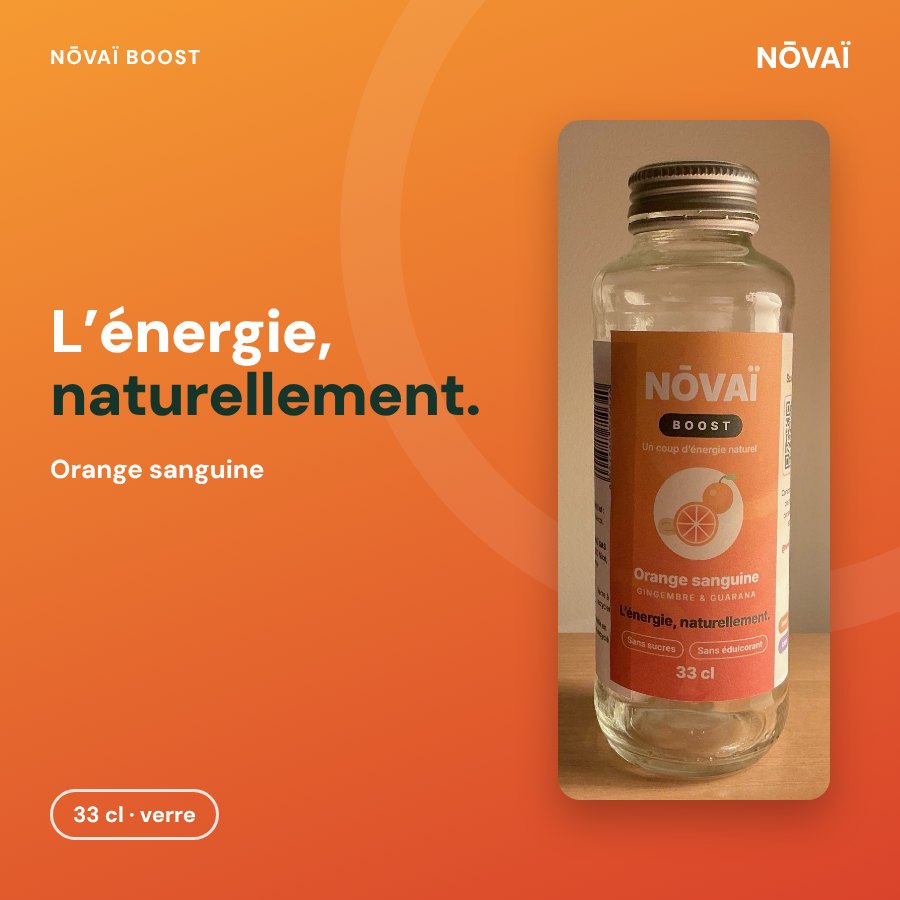 NŌVAÏ BOOST
NŌVAÏ
L’énergie,
naturellement.
Orange sanguine
33 cl · verre
NŌVAÏ
BOOST
Un coup d'énergie naturel
Orange sanguine
GINGEMBRE & GUARANA
L'énergie, naturellement.
Sans sucres
Sans édulcorant
33 cl